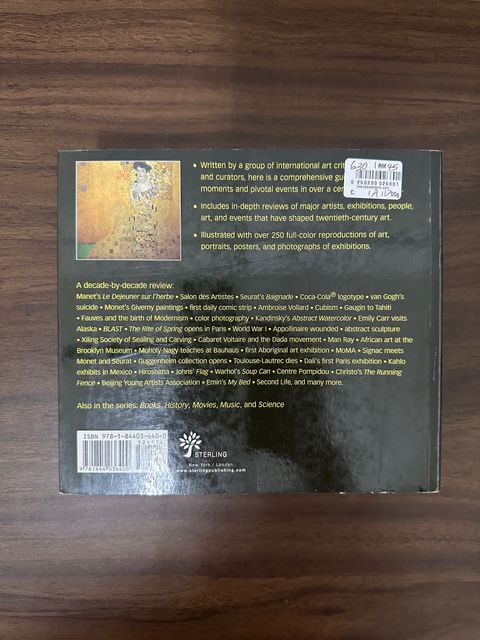 • Written by a group of international art crit
and curators, here is a comprehensive gu
moments and pivotal events in over a cen
• Includes in-depth reviews of major artists, exhibitions, people,
art, and events that have shaped twentieth-century art.
• Illustrated with over 250 full-color reproductions of art,
portraits, posters, and photographs of exhibitions.
630 1AM45
0250200026601
A decade-by-decade review:
Manet's Le Dejeuner sur l'herbe • Salon des Artistes • Seurat's Baignade • Coca-Cola® logotype • van Gogh's
suicide • Monet's Giverny paintings • first daily comic strip • Ambroise Vollard • Cubism • Gaugin to Tahiti
• Fauves and the birth of Modernism • color photography • Kandinsky's Abstract Watercolor • Emily Carr visits
Alaska • BLAST • The Rite of Spring opens in Paris • World War I • Appollinaire wounded • abstract sculpture
• Xiling Society of Sealing and Carving • Cabaret Voltaire and the Dada movement • Man Ray • African art at the
Brooklyn Museum • Moholy-Nagy teaches at Bauhaus • first Aboriginal art exhibition • MoMA • Signac meets
Monet and Seurat • Guggenheim collection opens • Toulouse-Lautrec dies • Dali's first Paris exhibition • Kahlo
exhibits in Mexico • Hiroshima • Johns' Flag • Warhol's Soup Can • Centre Pompidou • Christo's The Running
Fence • Beijing Young Artists Association • Emin's My Bed • Second Life, and many more.
Also in the series: Books, History, Movies, Music, and Science
ISBN 978-1-84403-640-0
9781844036400
STERLING
New York / London
www.sterlingpublishing.com